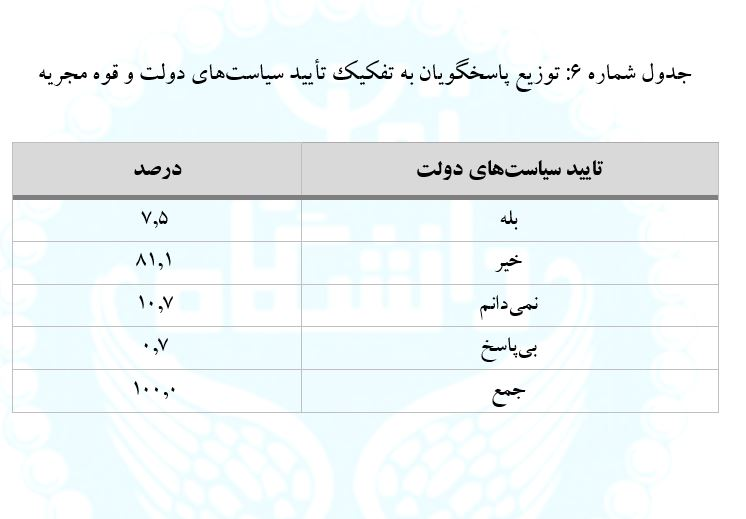 جدول شماره ۶: توزیع پاسخگویان به تفکیک تأیید سیاست‌های دولت و قوه مجریه
تایید سیاست‌های دولت درصد
بله ۷,۵
خیر ۸۱,۱
نمی‌دانم ۱۰,۷
بی‌پاسخ ۰,۷
جمع ۱۰۰,۰